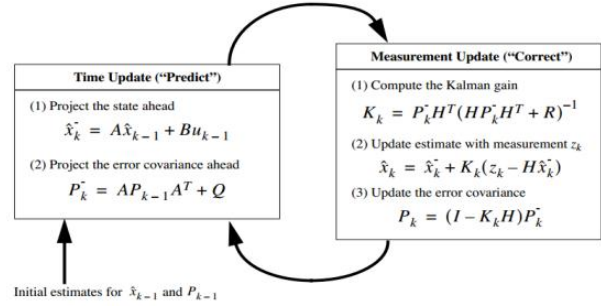 Time Update (“Predict”)
(1) Project the state ahead
x̂ₖ⁻ = Ax̂ₖ₋₁ + Buₖ₋₁
(2) Project the error covariance ahead
Pₖ⁻ = APₖ₋₁Aᵀ + Q
Initial estimates for x̂ₖ₋₁ and Pₖ₋₁
Measurement Update (“Correct”)
(1) Compute the Kalman gain
Kₖ = Pₖ⁻Hᵀ(HPₖ⁻Hᵀ + R)⁻¹
(2) Update estimate with measurement zₖ
x̂ₖ = x̂ₖ⁻ + Kₖ(zₖ – Hx̂ₖ⁻)
(3) Update the error covariance
Pₖ = (I – KₖH)Pₖ⁻